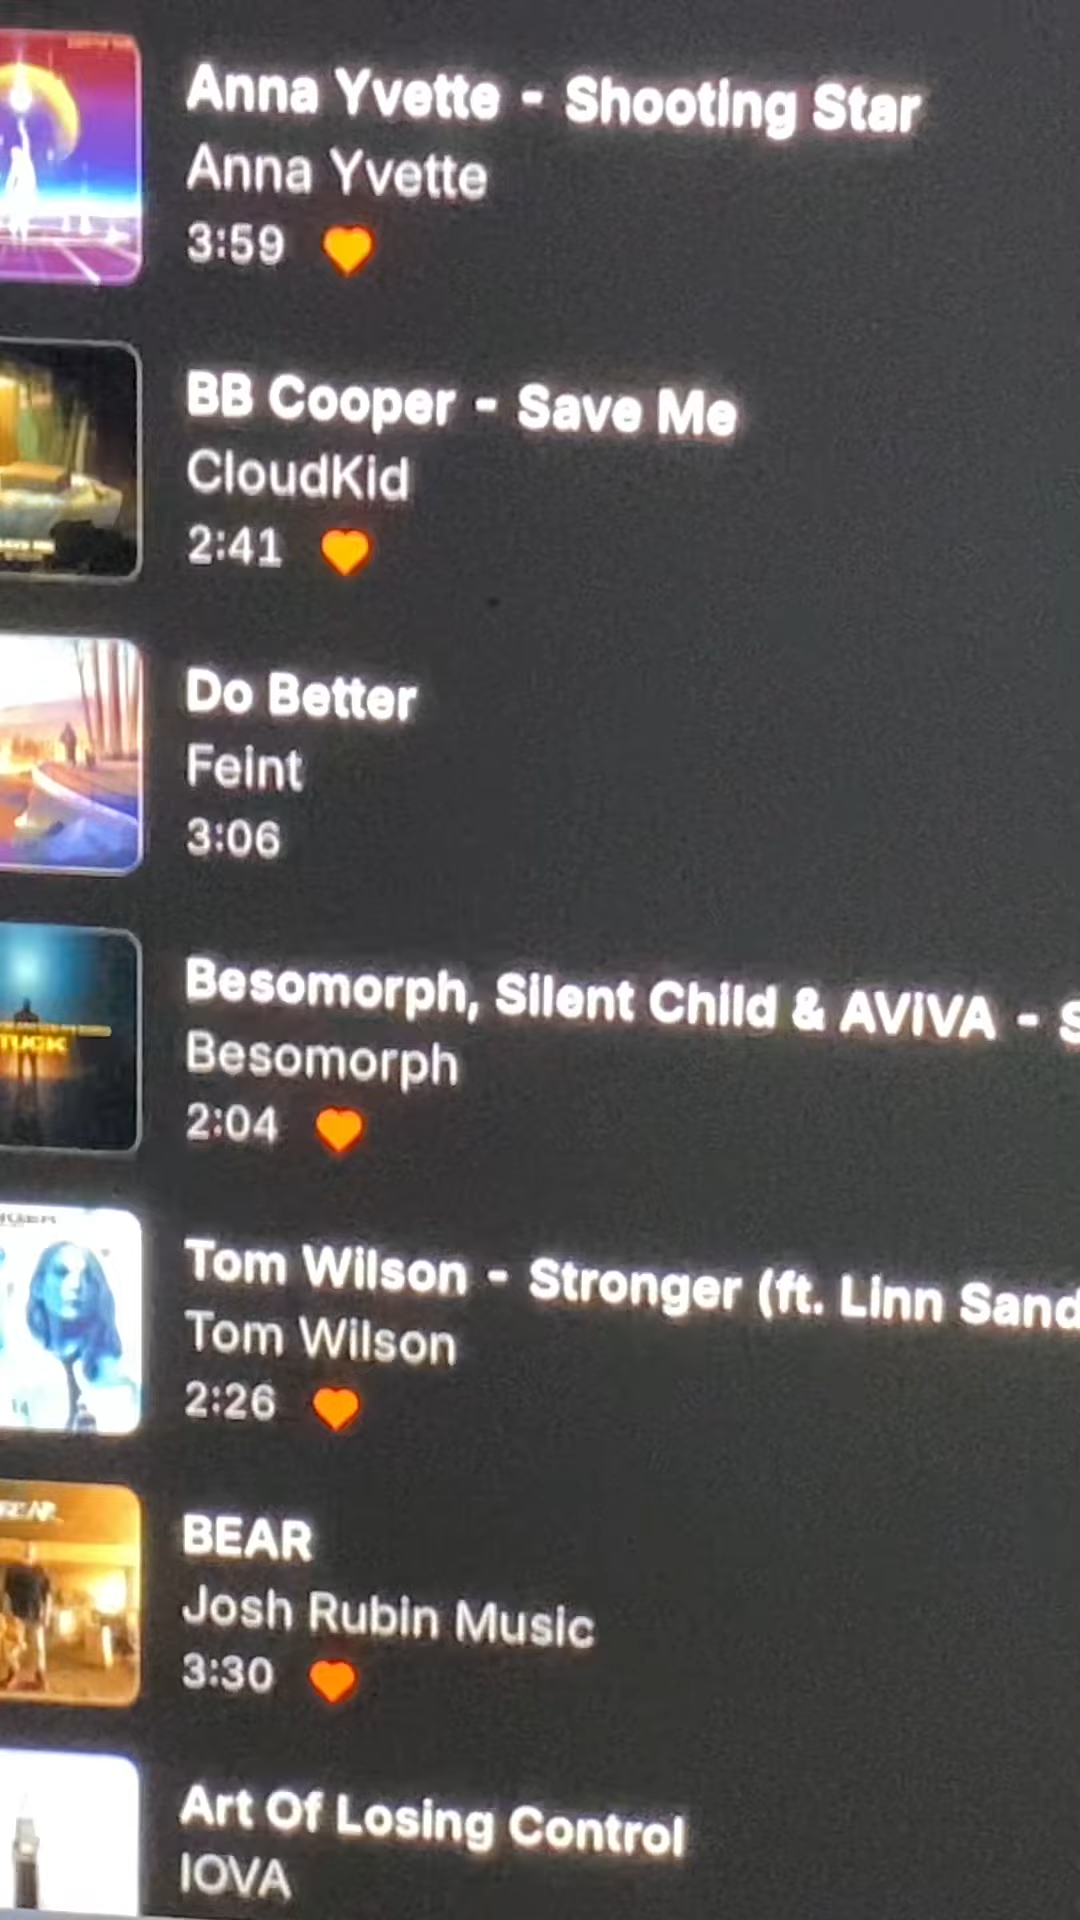 Anna Yvette - Shooting Star
Anna Yvette
3:59
BB Cooper - Save Me
CloudKid
2:41
Do Better
Feint
3:06
Besomorph, Silent Child & AViVA - S
Besomorph
2:04
TUCK
Tom Wilson - Stronger (ft. Linn Sand
Tom Wilson
2:26
BEAR
Josh Rubin Music
3:30
Art Of Losing Control
IOVA